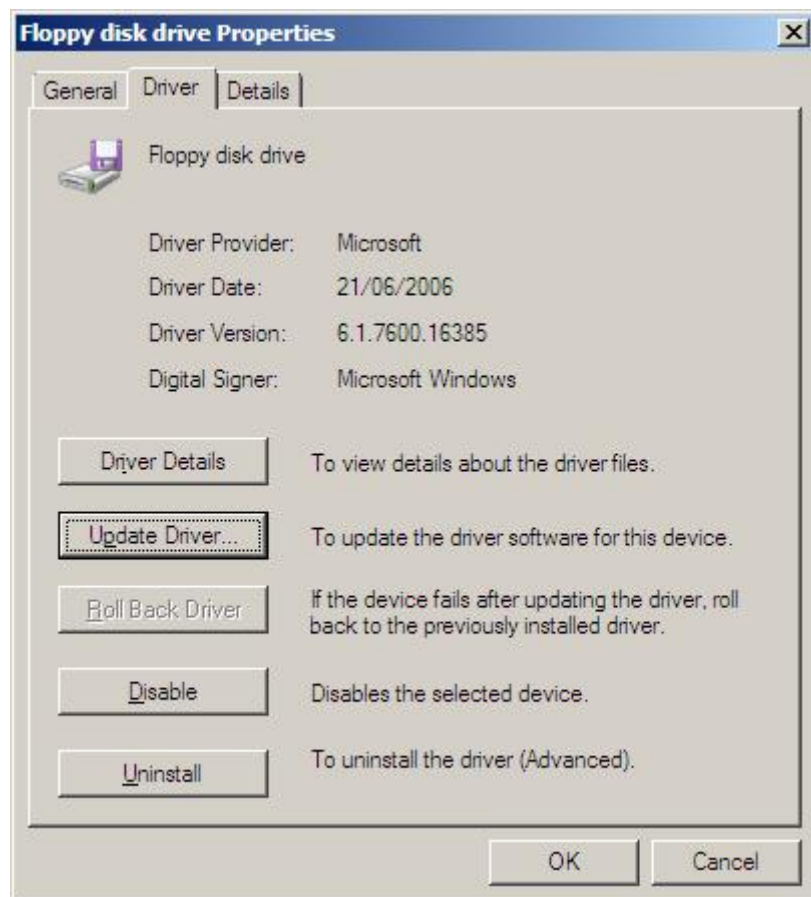 Floppy disk drive Properties
General Driver Details
Floppy disk drive
Driver Provider: Microsoft
Driver Date: 21/06/2006
Driver Version: 6.1.7600.16385
Digital Signer: Microsoft Windows
Driver Details To view details about the driver files.
Update Driver... To update the driver software for this device.
Roll Back Driver If the device fails after updating the driver, roll
back to the previously installed driver.
Disable Disables the selected device.
Uninstall To uninstall the driver (Advanced).
OK Cancel